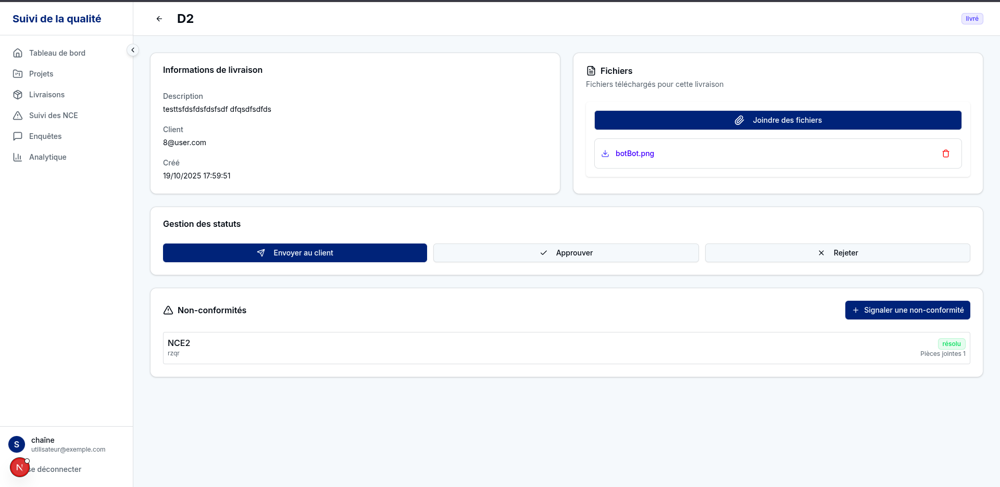 Suivi de la qualité
Tableau de bord
Projets
Livraisons
Suivi des NCE
Enquêtes
Analytique
S
chaîne
utilisateur@exemple.com
N
se déconnecter
D2
livré
Informations de livraison
Description
testtsfdsfdsfdsfsdf dfqsdfsdfds
Client
8@user.com
Créé
19/10/2025 17:59:51
Fichiers
Fichiers téléchargés pour cette livraison
Joindre des fichiers
botBot.png
Gestion des statuts
Envoyer au client
Approuver
Rejeter
Non-conformités
Signaler une non-conformité
NCE2
résolu
rzqr
Pièces jointes 1